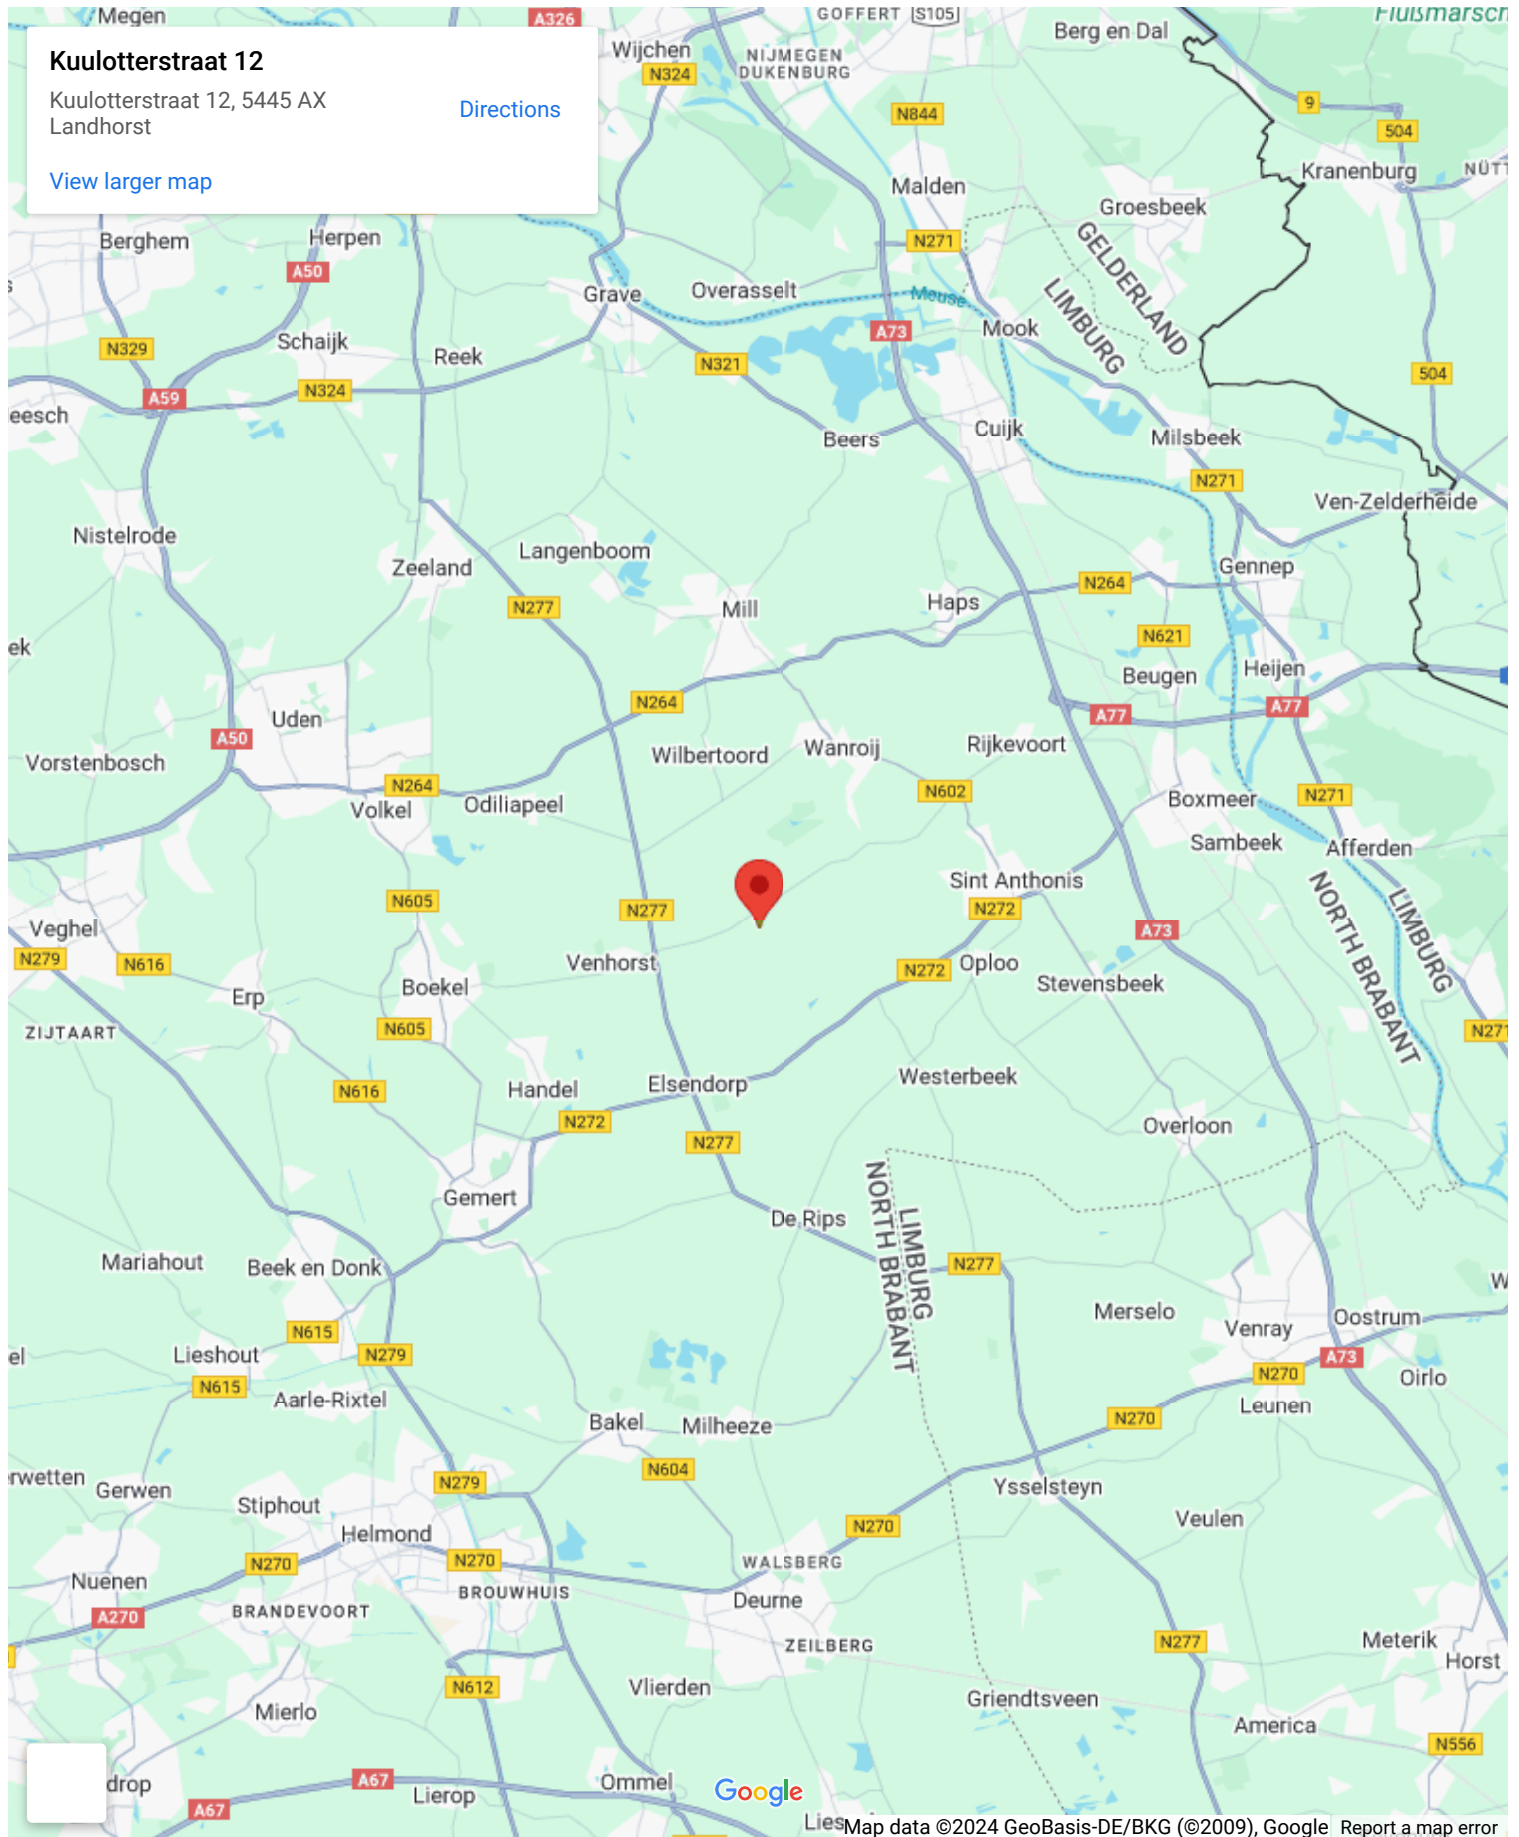 Megen
A326
GOFFERT
S105
Flußmarsch
Kuulotterstraat 12
Kuulotterstraat 12, 5445 AX
Landhorst
Directions
View larger map
Wijchen
N324
NIJMEGEN
DUKENBURG
Berg en Dal
9
504
N844
Kranenburg
NÜTT
Malden
Groesbeek
Berghem
Herpen
N271
GELDERLAND
LIMBURG
A50
Grave
Overasselt
Meuse
Mook
A73
Schaijk
N329
Reek
N321
504
N324
A59
eesch
Beers
Cuijk
Milsbeek
N271
Ven-Zelderheide
Nistelrode
Langenboom
Zeeland
Gennep
N264
N277
Mill
Haps
N621
ek
Beugen
Heijen
N264
A77
A77
Uden
A50
Wilbertoord
Wanroij
Rijkevoort
Vorstenbosch
N264
N602
N271
Volkel
Odiliapeel
Boxmeer
Sambeek
Afferden
Sint Anthonis
N605
N277
N272
NORTH BRABANT
LIMBURG
Veghel
A73
N279
N616
Venhorst
N272
Oploo
Boekel
Stevensbeek
Erp
ZIJTAART
N605
N271
Westerbeek
N616
Handel
Elsendorp
N272
Overloon
N277
Gemert
De Rips
LIMBURG
NORTH BRABANT
Mariahout
Beek en Donk
N277
W
Merselo
Oostrum
N615
Venray
el
Lieshout
N279
A73
N615
N270
Oirlo
Aarle-Rixtel
Leunen
Bakel
Milheeze
N270
N604
rwetten
Gerwen
N279
Ysselsteyn
Stiphout
Veulen
Helmond
N270
N270
N270
WALSBERG
Nuenen
BROUWHUIS
Deurne
BRANDEVOORT
A270
ZEILBERG
N277
Meterik
Horst
N612
Vlierden
Griendtsveen
Mierlo
America
N556
drop
A67
Ommel
Google
Lierop
A67
Lies
Map data ©2024 GeoBasis-DE/BKG (©2009), Google
Report a map error